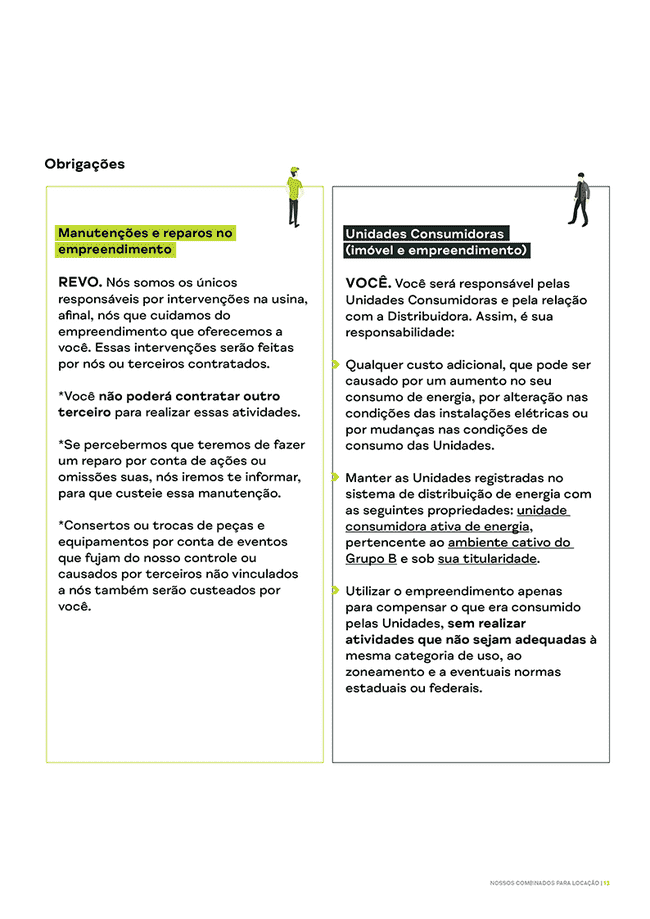 Obrigações
Manutenções e reparos no
empreendimento
REVO. Nós somos os únicos
responsáveis por intervenções na usina,
afinal, nós que cuidamos do
empreendimento que oferecemos a
você. Essas intervenções serão feitas
por nós ou terceiros contratados.
*Você não poderá contratar outro
terceiro para realizar essas atividades.
*Se percebermos que teremos de fazer
um reparo por conta de ações ou
omissões suas, nós iremos te informar,
para que custeie essa manutenção.
*Consertos ou trocas de peças e
equipamentos por conta de eventos
que fujam do nosso controle ou
causados por terceiros não vinculados
a nós também serão custeados por
você.
Unidades Consumidoras
(imóvel e empreendimento)
VOCÊ. Você será responsável pelas
Unidades Consumidoras e pela relação
com a Distribuidora. Assim, é sua
responsabilidade:
Qualquer custo adicional, que pode ser
causado por um aumento no seu
consumo de energia, por alteração nas
condições das instalações elétricas ou
por mudanças nas condições de
consumo das Unidades.
Manter as Unidades registradas no
sistema de distribuição de energia com
as seguintes propriedades: unidade
consumidora ativa de energia,
pertencente ao ambiente cativo do
Grupo B e sob sua titularidade.
Utilizar o empreendimento apenas
para compensar o que era consumido
pelas Unidades, sem realizar
atividades que não sejam adequadas à
mesma categoria de uso, ao
zoneamento e a eventuais normas
estaduais ou federais.
NOSSOS COMBINADOS PARA LOCAÇÃO | 13